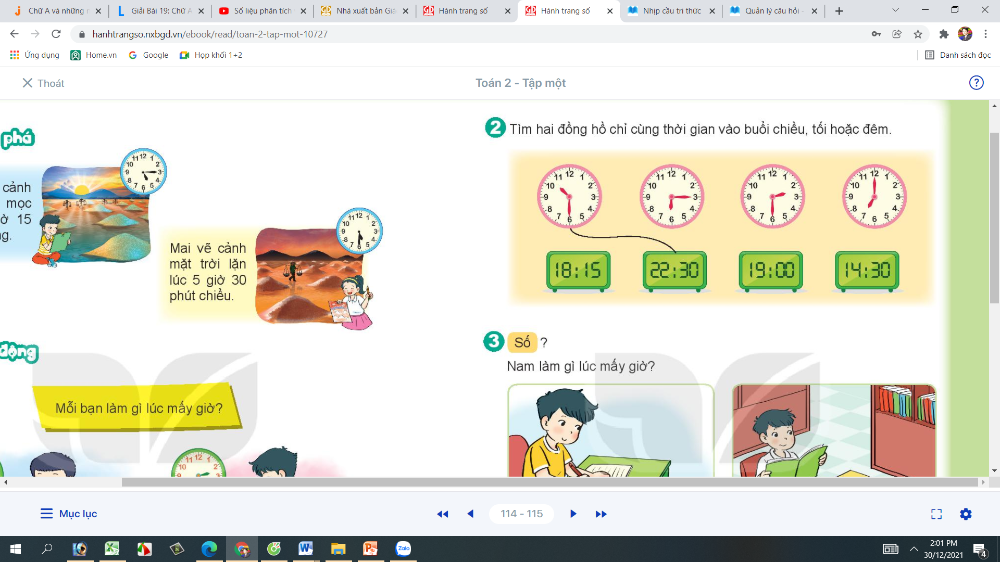 Chữ A và những n
Giải Bài 19: Chữ A
Số liệu phân tích
Nhà xuất bản Giá
Hành trang số
Hành trang số
Nhịp cầu tri thức
Quản lý câu hỏi -
hanhtrangso.nxbgd.vn/ebook/read/toan-2-tap-mot-10727
Ứng dụng
Home.vn
Google
Họp khối 1+2
Danh sách đọc
Thoát
Toán 2 - Tập một
?
phá
cảnh
mọc
ờ 15
ng.
Mai vẽ cảnh
mặt trời lặn
lúc 5 giờ 30
phút chiều.
động
Mỗi bạn làm gì lúc mấy giờ?
2 Tìm hai đồng hồ chỉ cùng thời gian vào buổi chiều, tối hoặc đêm.
18:15
22:30
19:00
14:30
3 Số ?
Nam làm gì lúc mấy giờ?
Mục lục
114 - 115
Zalo
2:01 PM
30/12/2021
4